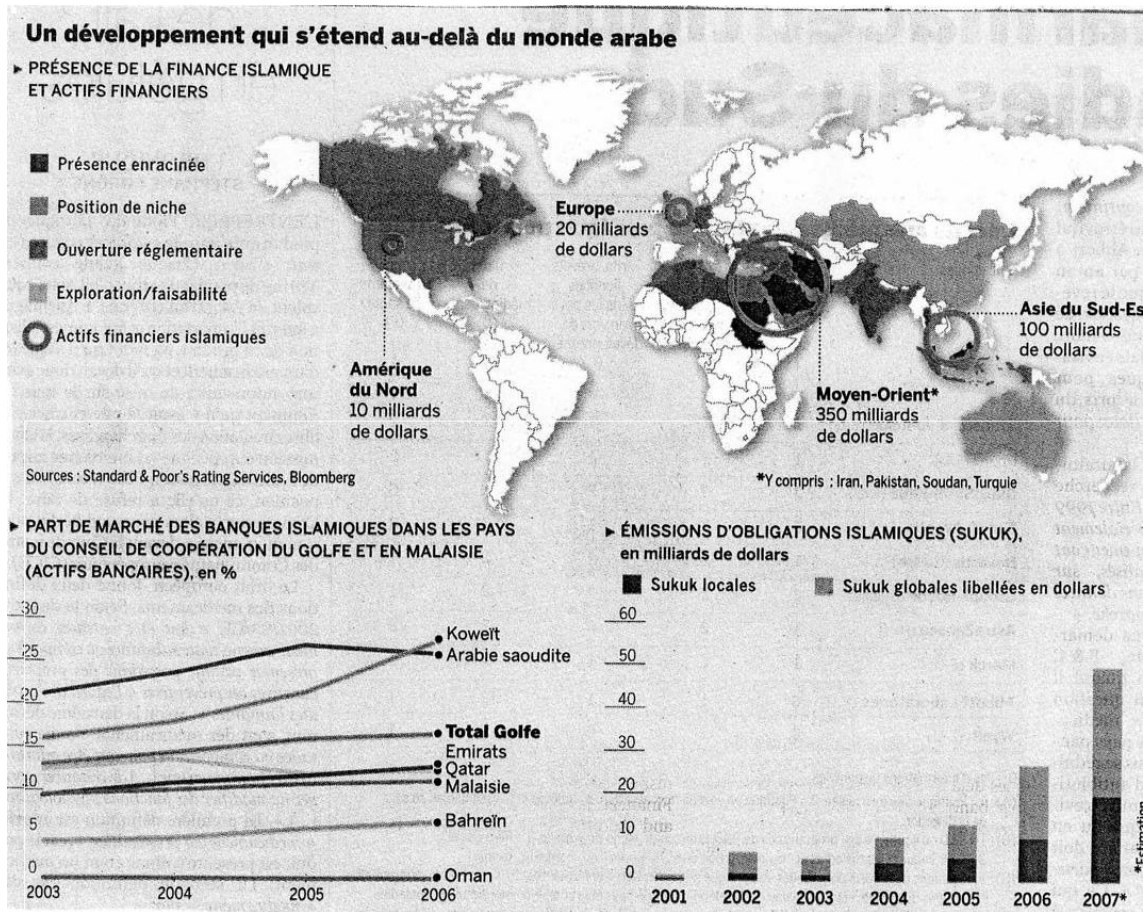 Un développement qui s'étend au-delà du monde arabe
► PRÉSENCE DE LA FINANCE ISLAMIQUE
ET ACTIFS FINANCIERS
Présence enracinée
Position de niche
Ouverture réglementaire
Exploration/faisabilité
Actifs financiers islamiques
Amérique
du Nord
10 milliards
de dollars
Europe
20 milliards
de dollars
Moyen-Orient*
350 milliards
de dollars
Asie du Sud-Es
100 milliards
de dollars
Sources : Standard & Poor's Rating Services, Bloomberg
*Y compris : Iran, Pakistan, Soudan, Turquie
► PART DE MARCHÉ DES BANQUES ISLAMIQUES DANS LES PAYS
DU CONSEIL DE COOPÉRATION DU GOLFE ET EN MALAISIE
(ACTIFS BANCAIRES), en %
30
25
20
15
10
5
0
Koweït
Arabie saoudite
Total Golfe
Emirats
Qatar
Malaisie
Bahreïn
Oman
2003 2004 2005 2006
► ÉMISSIONS D'OBLIGATIONS ISLAMIQUES (SUKUK),
en milliards de dollars
Sukuk locales
Sukuk globales libellées en dollars
60
50
40
30
20
10
0
2001 2002 2003 2004 2005 2006 2007*
*Estimation